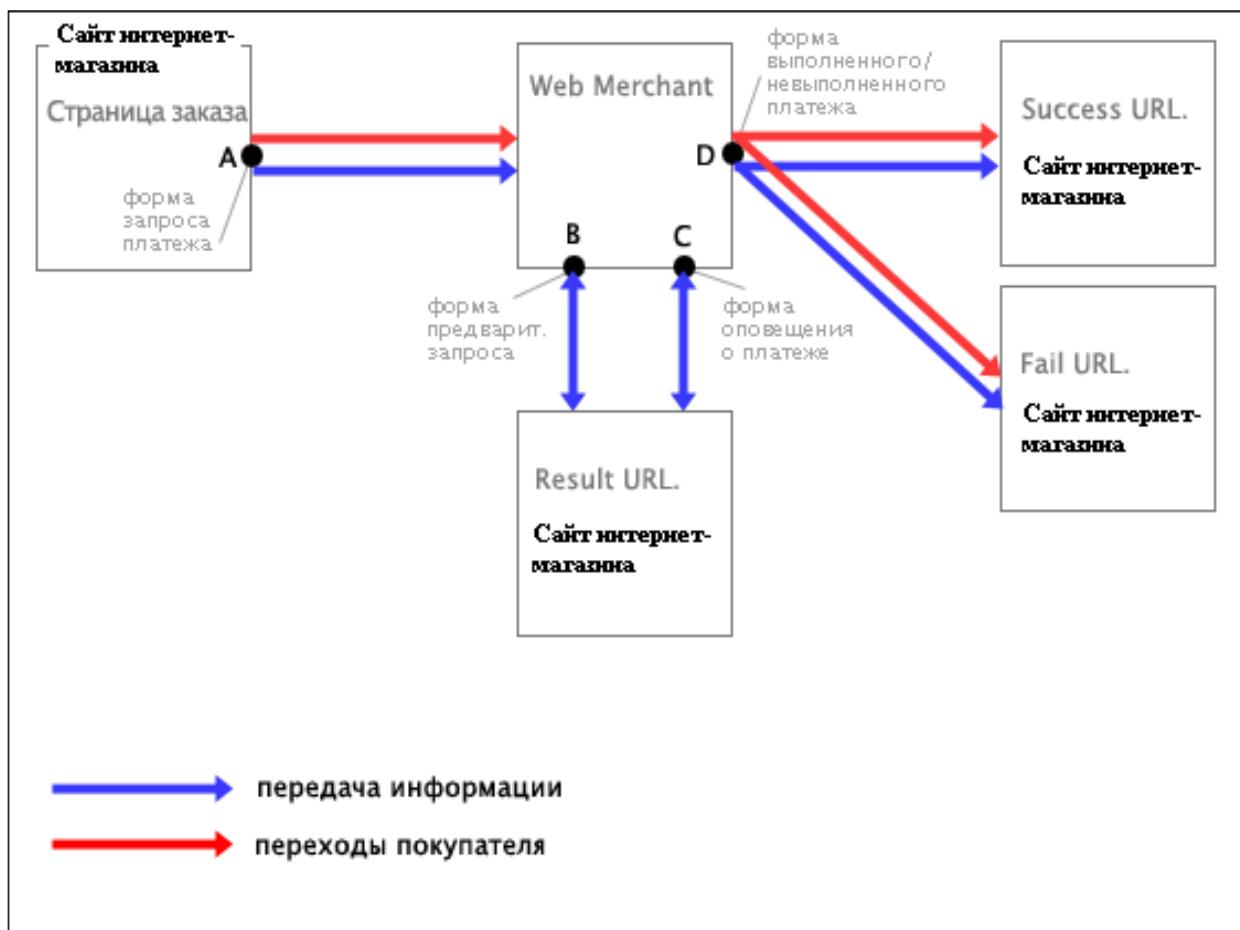 Сайт интернет-
магазина
Страница заказа
A
форма
запроса
платежа
Web Merchant
B
C
D
форма
выполненного/
невыполненного
платежа
Success URL.
Сайт интернет-
магазина
форма
предварит.
запроса
форма
оповещения
о платеже
Fail URL.
Сайт интернет-
магазина
Result URL.
Сайт интернет-
магазина
передача информации
переходы покупателя